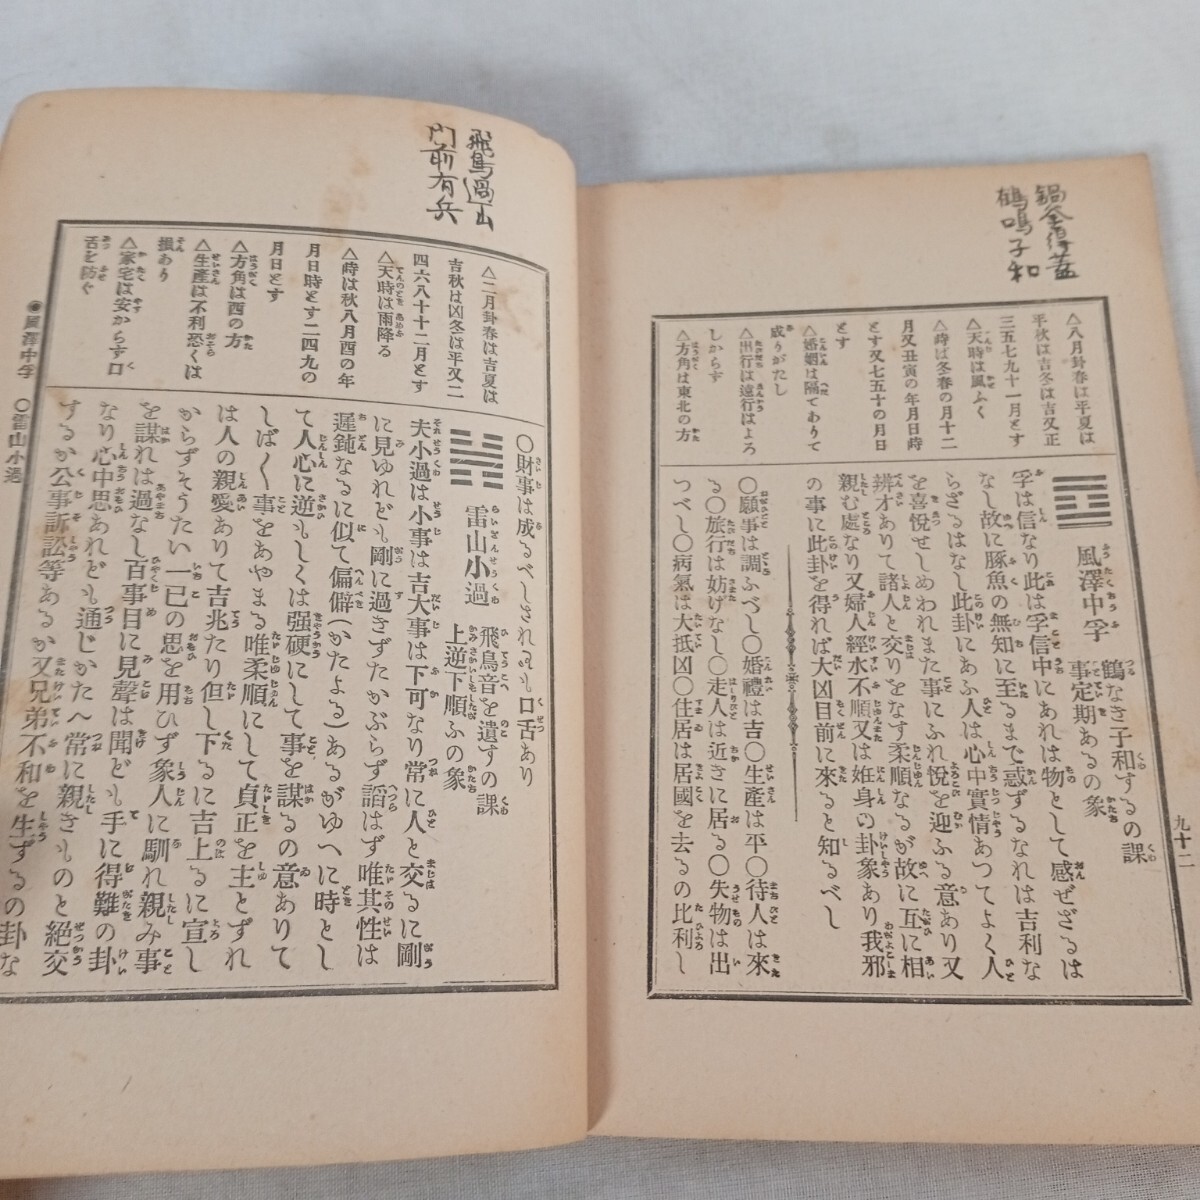 鶴鳴子和
九十二
△八月卦春は平夏は
平秋は吉冬は吉又正
三五七九十一月とす
△天時は風ふく
△時は冬春の月十二
月又丑寅の年月日時
とす又七五十の月日
とす
△婚姻は隔てありて
成りがたし
△出行は遠行はよろ
しからず
△方角は東北の方
風澤中孚
鶴なき子和するの課
事定期あるの象
孚は信なり此は孚信中にあれは物として感ぜざるは
なし故に豚魚の無知に至るまで惑ずるなれは吉利な
らざるはなし此卦にあふ人は心中實情あつてよく人
を喜悅せしめわれまた事にふれ悅を迎ふる意あり又
辨才ありて諸人と交りをなす柔順なるが故に互に相
親む處なり又婦人經水不順又は姙身の卦象あり我邪
の事に此卦を得れば大凶目前に來ると知るべし
〇願事は調ふべし〇婚禮は吉〇生產は平〇待人は來
る〇旅行は妨げなし〇走人は近きに居る〇失物は出
つべし〇病氣は大抵凶〇住居は居國を去るの比利し
飛鳥過山
門前有兵
△二月卦春は吉夏は
吉秋は凶冬は平又二
四六八十十二月とす
△天時は雨降る
△時は秋八月酉の年
月日時とす二四九の
月日とす
△方角は西の方
△生產は不利恐くは
損あり
△家宅は安からず口
舌を防ぐ
〇財事は成るべしされども口舌あり
雷山小過
飛鳥音を遺すの課
上逆下順ふの象
夫小過は小事は吉大事は下可なり常に人と交るに剛
に見ゆれども剛に過きずたかぶらず諂はず唯其性は
遲鈍なるに似て偏僻(かたよる)あるがゆへに時とし
て人心に逆もしくは强硬にして事を謀るの意ありて
しば〱事をあやまる唯柔順にして貞正を主とずれ
は人の親愛ありて吉兆たり但し下るに吉上るに宣し
からずそうたい一已の思を用ひず象人に馴れ親み事
を謀れは過なし百事目に見聲は聞ども手に得難の卦
なり心中思あれども通じかたへ常に親きものと絕交
するか公事訴訟等あるか又兄弟不和を生ずるの卦な
◉風澤中孚 〇雷山小過